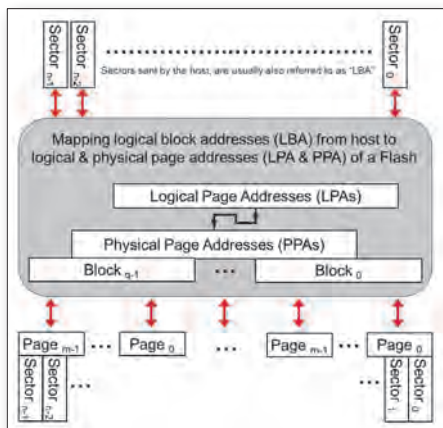 Sector n-1
Sector n-2
Sector 0
Sectors sent by the host, are usually also referred to as “LBA”
Mapping logical block addresses (LBA) from host to
logical & physical page addresses (LPA & PPA) of a Flash
Logical Page Addresses (LPAs)
Physical Page Addresses (PPAs)
Block q-1 ... Block 0
Page m-1 ... Page 0 ... Page m-1 ... Page 0
Sector n-1
Sector n-2
...
...
Sector 1
Sector 0